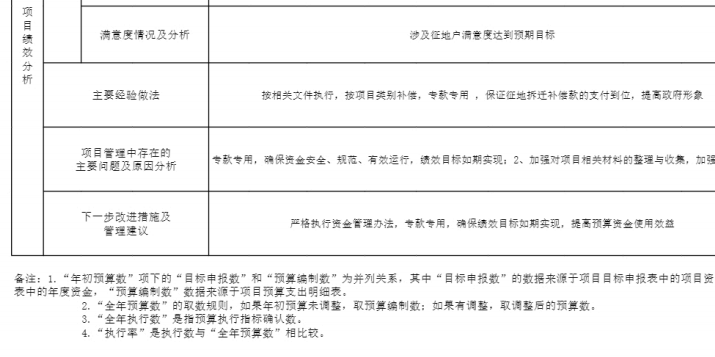 项目绩效分析
满意度情况及分析
涉及征地户满意度达到预期目标
主要经验做法
按相关文件执行，按项目类别补偿，专款专用 ，保证征地拆迁补偿款的支付到位，提高政府形象
项目管理中存在的
主要问题及原因分析
专款专用，确保资金安全、规范、有效运行，绩效目标如期实现；2、加强对项目相关材料的整理与收集，加强
下一步改进措施及
管理建议
严格执行资金管理办法，专款专用，确保绩效目标如期实现，提高预算资金使用效益
备注：1.“年初预算数”项下的“目标申报数”和“预算编制数”为并列关系，其中“目标申报数”的数据来源于项目目标申报表中的项目资
表中的年度资金，“预算编制数”数据来源于项目预算支出明细表。
2.“全年预算数”的取数规则，如果年初预算未调整，取预算编制数；如果有调整，取调整后的预算数。
3.“全年执行数”是指预算执行指标确认数。
4.“执行率”是执行数与“全年预算数”相比较。